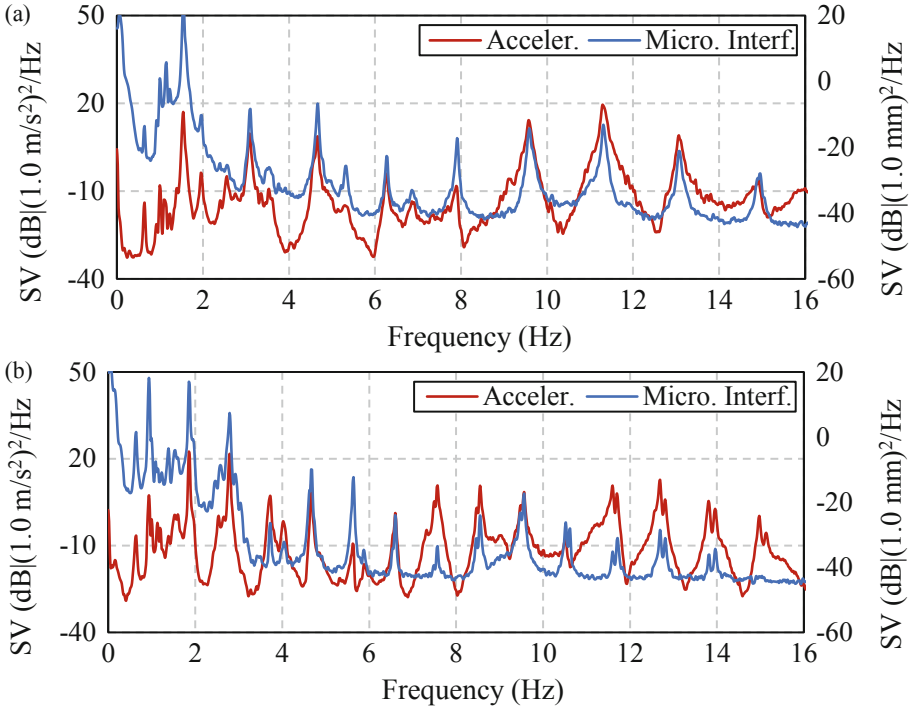 (a)
50
20
-10
-40
SV (dB|(1.0 m/s²)²/Hz
Acceler.
Micro. Interf.
20
0
-20
-40
-60
SV (dB|(1.0 mm)²/Hz
0 2 4 6 8 10 12 14 16
Frequency (Hz)
(b)
50
20
-10
-40
SV (dB|(1.0 m/s²)²/Hz
Acceler.
Micro. Interf.
20
0
-20
-40
-60
SV (dB|(1.0 mm)²/Hz
0 2 4 6 8 10 12 14 16
Frequency (Hz)